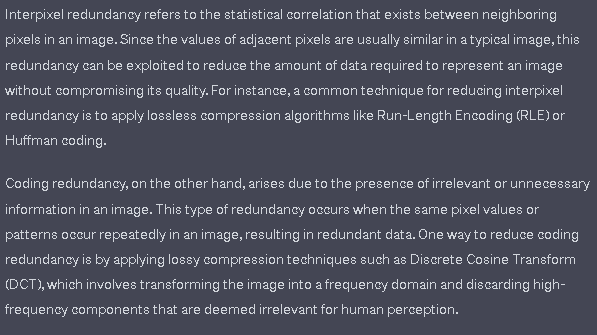 Interpixel redundancy refers to the statistical correlation that exists between neighboring
pixels in an image. Since the values of adjacent pixels are usually similar in a typical image, this
redundancy can be exploited to reduce the amount of data required to represent an image
without compromising its quality. For instance, a common technique for reducing interpixel
redundancy is to apply lossless compression algorithms like Run-Length Encoding (RLE) or
Huffman coding.
Coding redundancy, on the other hand, arises due to the presence of irrelevant or unnecessary
information in an image. This type of redundancy occurs when the same pixel values or
patterns occur repeatedly in an image, resulting in redundant data. One way to reduce coding
redundancy is by applying lossy compression techniques such as Discrete Cosine Transform
(DCT), which involves transforming the image into a frequency domain and discarding high-
frequency components that are deemed irrelevant for human perception.